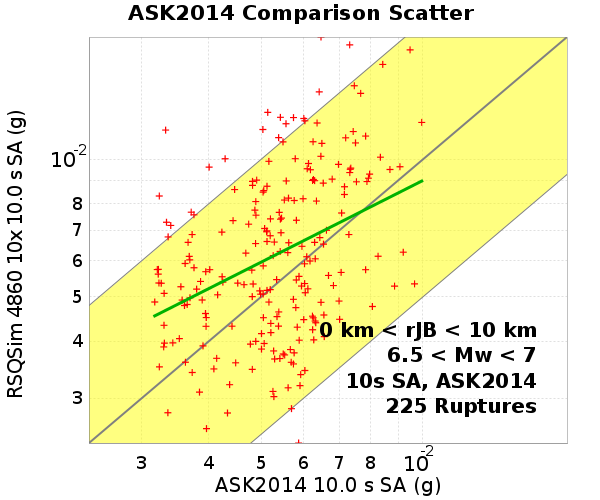 ASK2014 Comparison Scatter
RSQSim 4860 10x 10.0 s SA (g)
10-2
8
7
6
5
4
3
0 km < rJB < 10 km
6.5 < Mw < 7
10s SA, ASK2014
225 Ruptures
3 4 5 6 7 8 10-2
ASK2014 10.0 s SA (g)